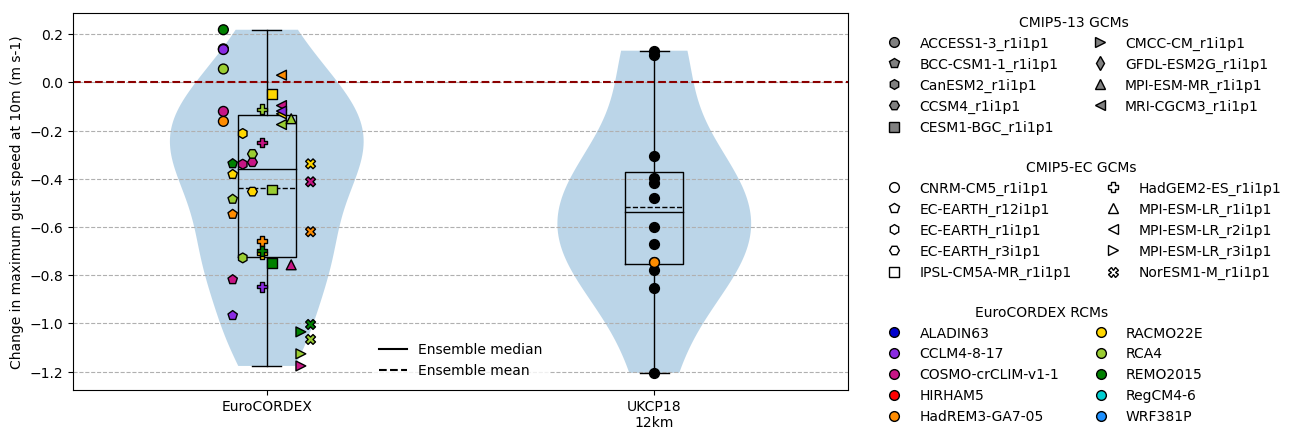 Change in maximum gust speed at 10m (m s-1)
0.2
0.0
−0.2
−0.4
−0.6
−0.8
−1.0
−1.2
EuroCORDEX
UKCP18
12km
Ensemble median
Ensemble mean
CMIP5-13 GCMs
ACCESS1-3_r1i1p1
BCC-CSM1-1_r1i1p1
CanESM2_r1i1p1
CCSM4_r1i1p1
CESM1-BGC_r1i1p1
CMCC-CM_r1i1p1
GFDL-ESM2G_r1i1p1
MPI-ESM-MR_r1i1p1
MRI-CGCM3_r1i1p1
CMIP5-EC GCMs
CNRM-CM5_r1i1p1
EC-EARTH_r12i1p1
EC-EARTH_r1i1p1
EC-EARTH_r3i1p1
IPSL-CM5A-MR_r1i1p1
HadGEM2-ES_r1i1p1
MPI-ESM-LR_r1i1p1
MPI-ESM-LR_r2i1p1
MPI-ESM-LR_r3i1p1
NorESM1-M_r1i1p1
EuroCORDEX RCMs
ALADIN63
CCLM4-8-17
COSMO-crCLIM-v1-1
HIRHAM5
HadREM3-GA7-05
RACMO22E
RCA4
REMO2015
RegCM4-6
WRF381P